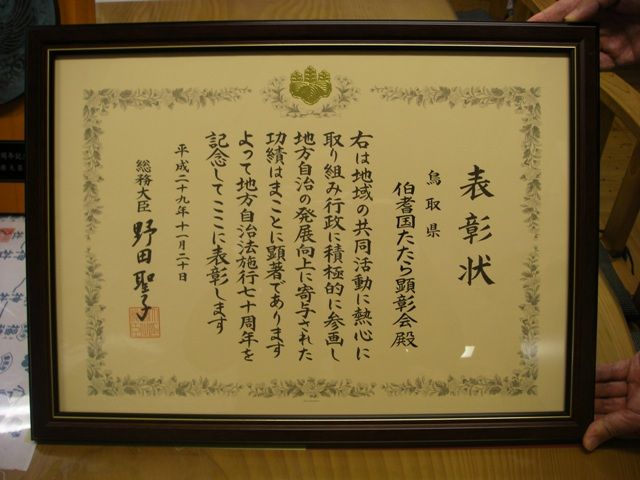 表彰状
鳥取県
伯耆国たたら顕彰会殿
右は地域の共同活動に熱心に
取り組み行政に積極的に参画し
地方自治の発展向上に寄与された
功績はまことに顕著であります
よって地方自治法施行七十周年を
記念してここに表彰します
平成二十九年十一月二十日
総務大臣 野田聖子